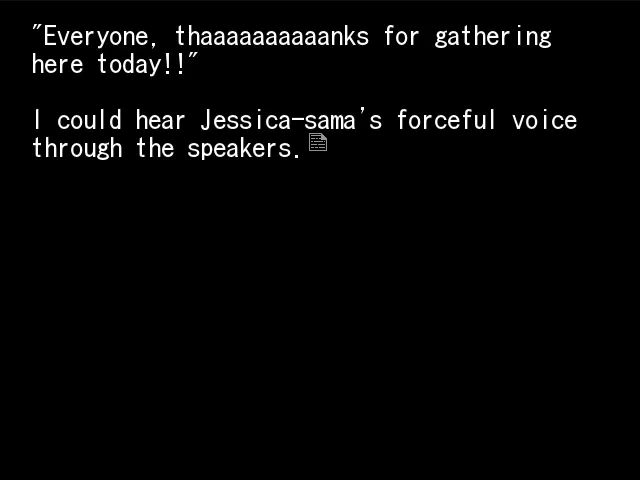 "Everyone, thaaaaaaaaaanks for gathering
here today!!"
I could hear Jessica-sama's forceful voice
through the speakers.